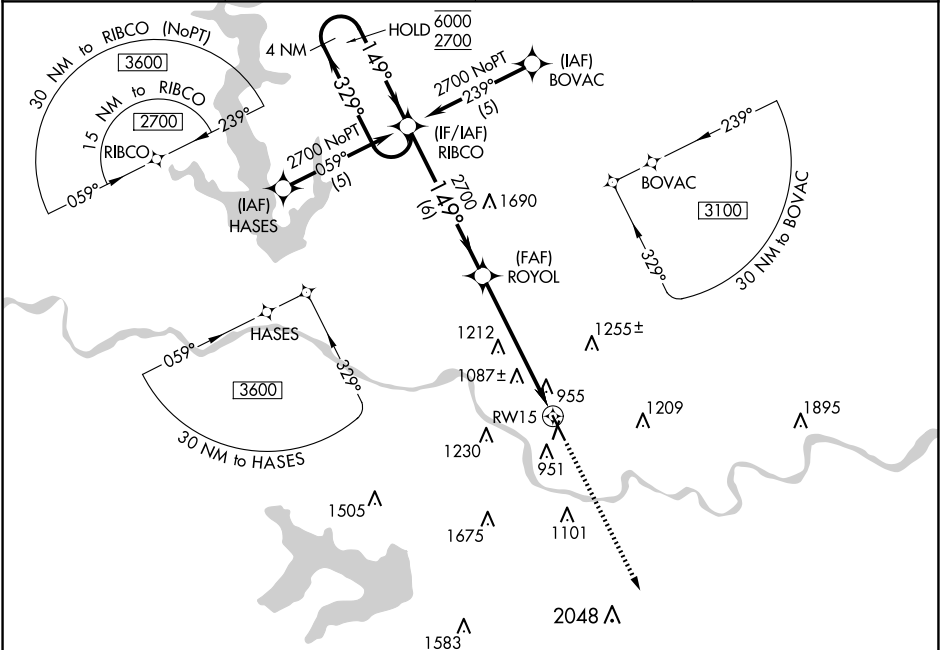 30 NM to RIBCO (NoPT)
3600
15 NM to RIBCO
2700
239°
RIBCO
059°
4 NM
HOLD
6000
2700
149°
329°
2700 NoPT
239°
(5)
(IAF)
BOVAC
(IF/IAF)
RIBCO
2700 NoPT
059°
(5)
(IAF)
HASES
2700
149°
(6)
1690
239°
BOVAC
3100
329°
30 NM to BOVAC
(FAF)
ROYOL
HASES
059°
329°
3600
30 NM to HASES
1212
1255±
1087±
955
RW15
1209
1895
1230
951
1505
1675
1101
2048
1583